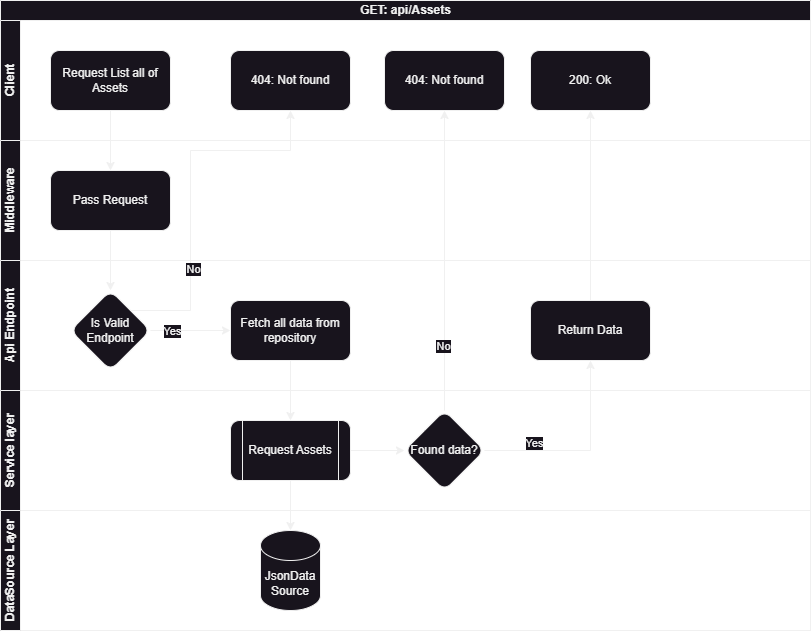 GET: api/Assets
Client
Request List all of
Assets
404: Not found
404: Not found
200: Ok
Middleware
Pass Request
No
Api Endpoint
Is Valid
Endpoint
Yes
Fetch all data from
repository
No
Return Data
Service layer
Request Assets
Found data?
Yes
DataSource Layer
JsonData
Source